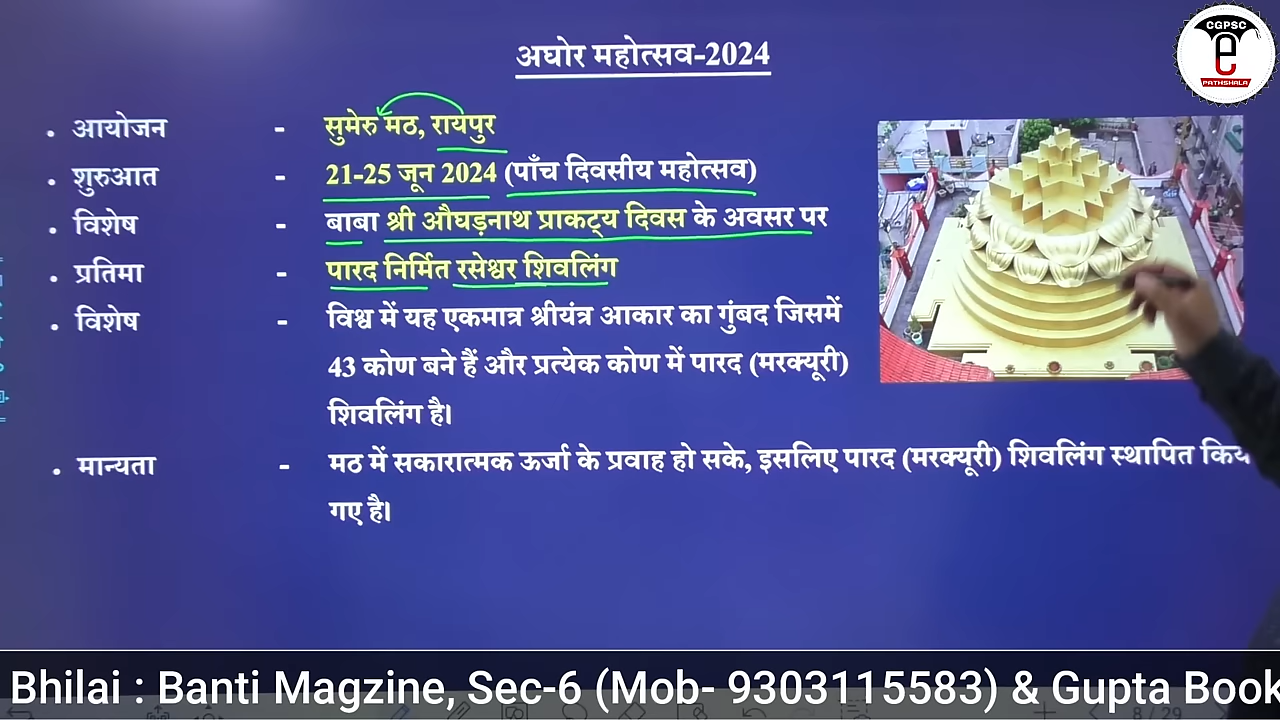 CGPSC
e
PATHSHALA
अघोर महोत्सव-2024
• आयोजन - सुमेरु मठ, रायपुर
• शुरुआत - 21-25 जून 2024 (पाँच दिवसीय महोत्सव)
• विशेष - बाबा श्री औघड़नाथ प्राकट्य दिवस के अवसर पर
• प्रतिमा - पारद निर्मित रसेश्वर शिवलिंग
• विशेष - विश्व में यह एकमात्र श्रीयंत्र आकार का गुंबद जिसमें
43 कोण बने हैं और प्रत्येक कोण में पारद (मरक्यूरी)
शिवलिंग है।
• मान्यता - मठ में सकारात्मक ऊर्जा के प्रवाह हो सके, इसलिए पारद (मरक्यूरी) शिवलिंग स्थापित
गए है।
Bhilai : Banti Magzine, Sec-6 (Mob- 9303115583) & Gupta Book
8 / 29